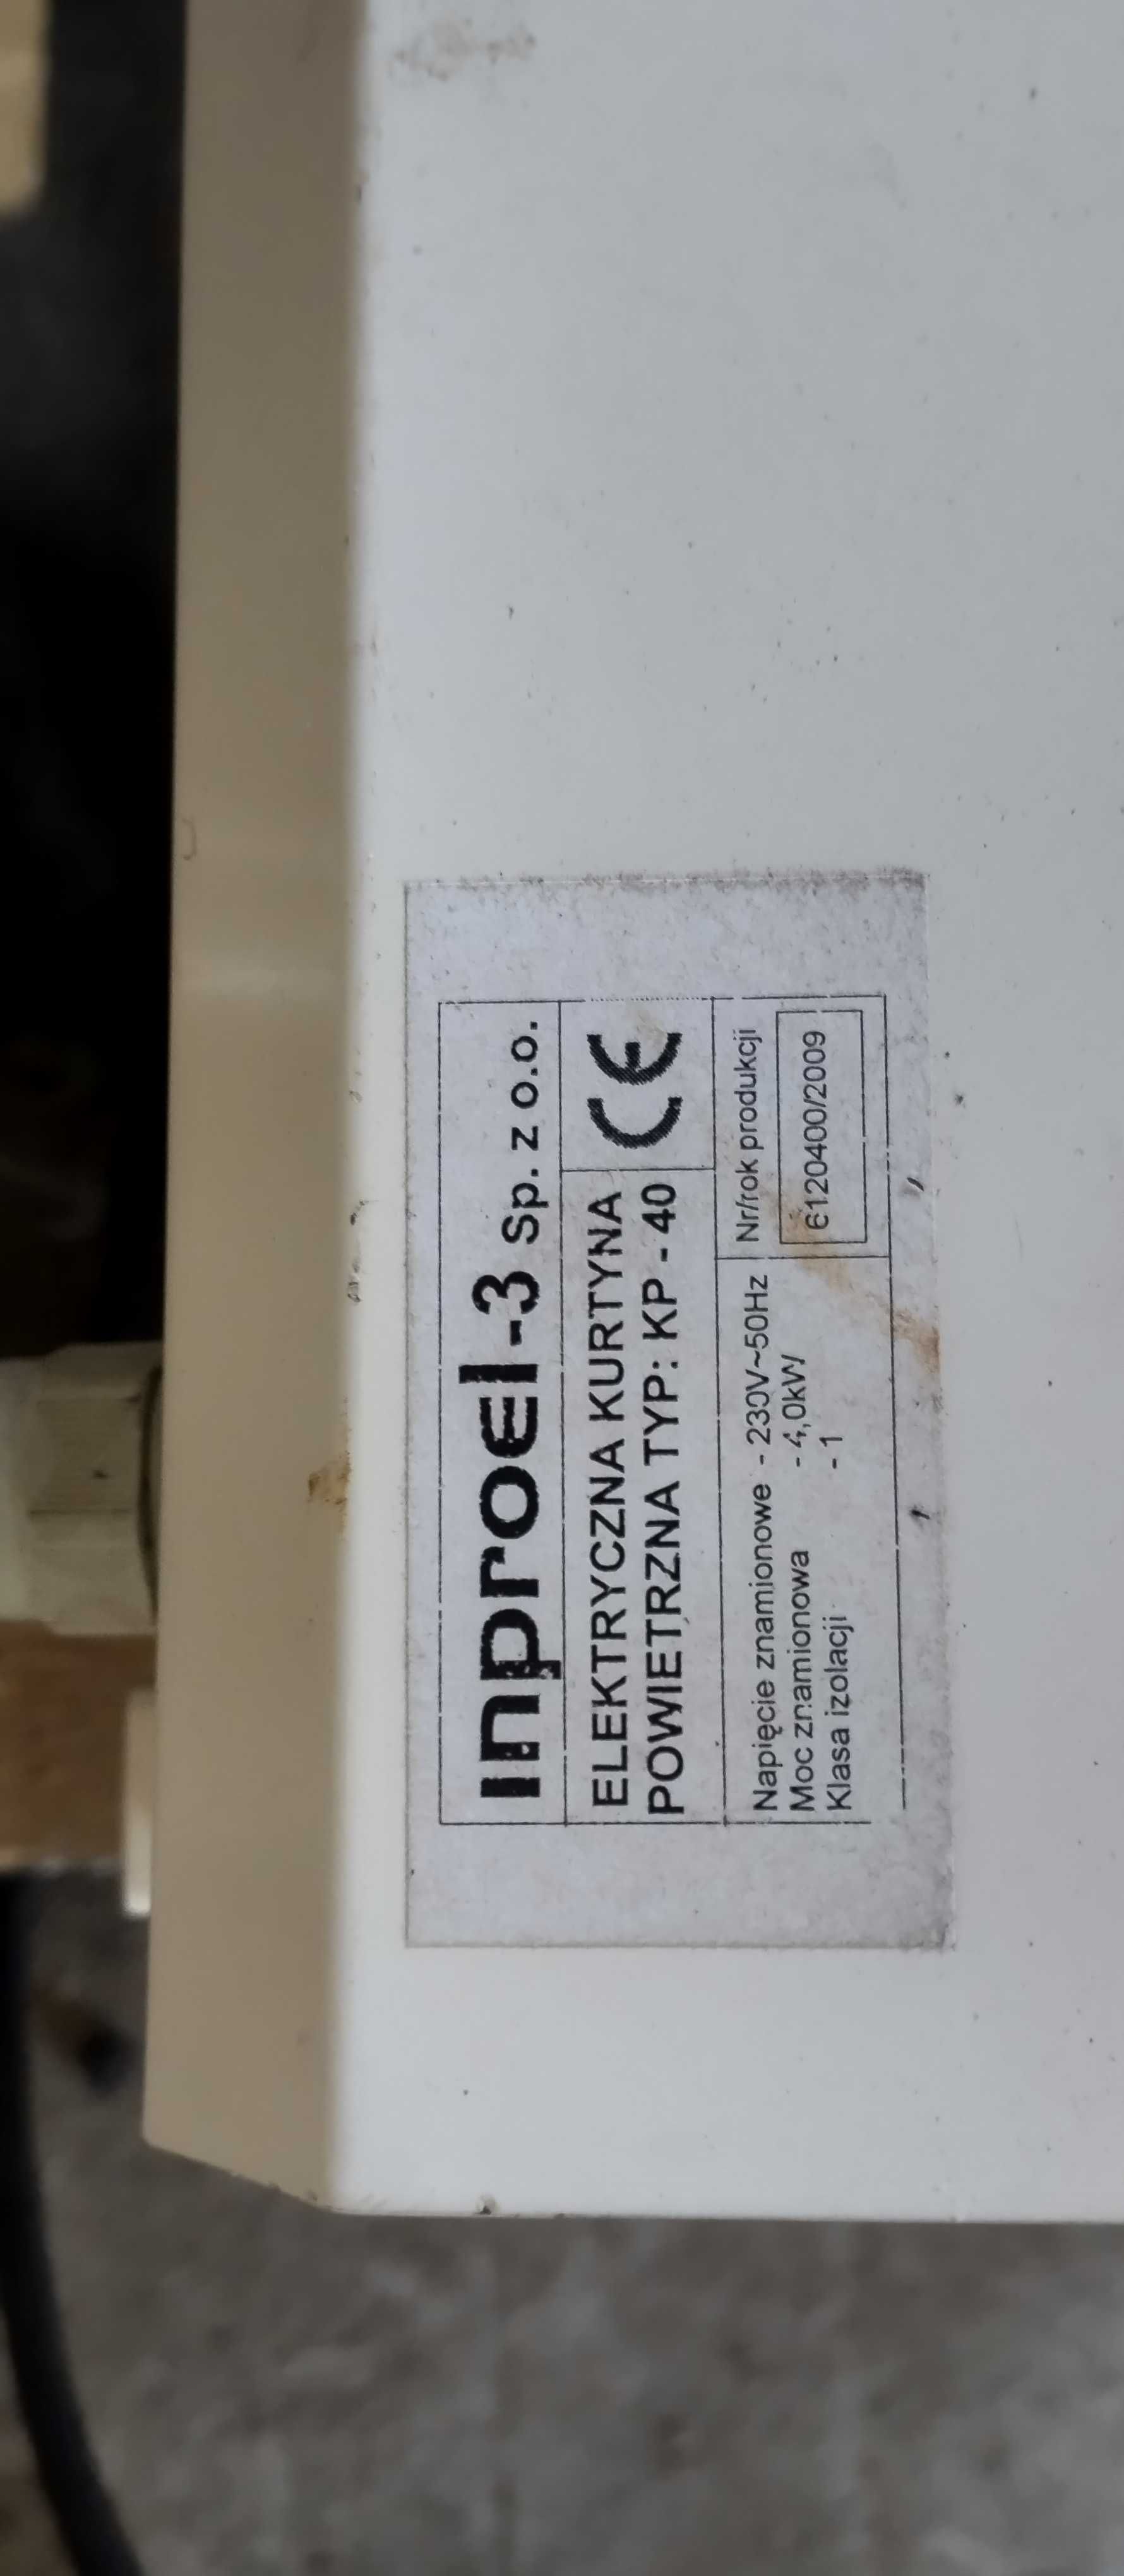 inproel-3 Sp. z o.o.
ELEKTRYCZNA KURTYNA
POWIETRZNA TYP: KP - 40
CE
Napięcie znamionowe - 230V~50Hz
Moc znamionowa - 4,0kW
Klasa izolacji - 1
Nr/rok produkcji
6120400/2009